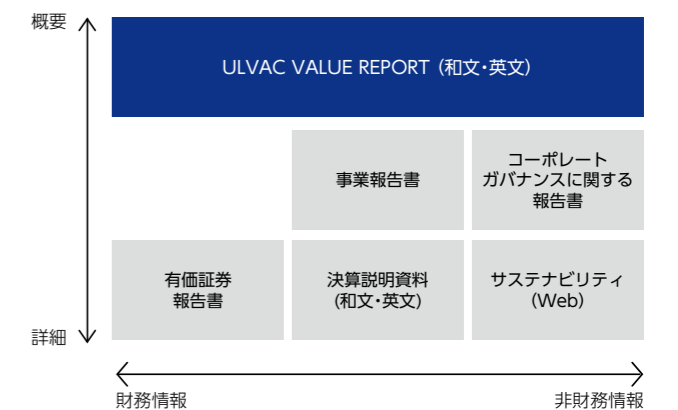 概要
ULVAC VALUE REPORT (和文・英文)
事業報告書
コーポレート
ガバナンスに関する
報告書
有価証券
報告書
決算説明資料
(和文・英文)
サステナビリティ
(Web)
詳細
財務情報
非財務情報